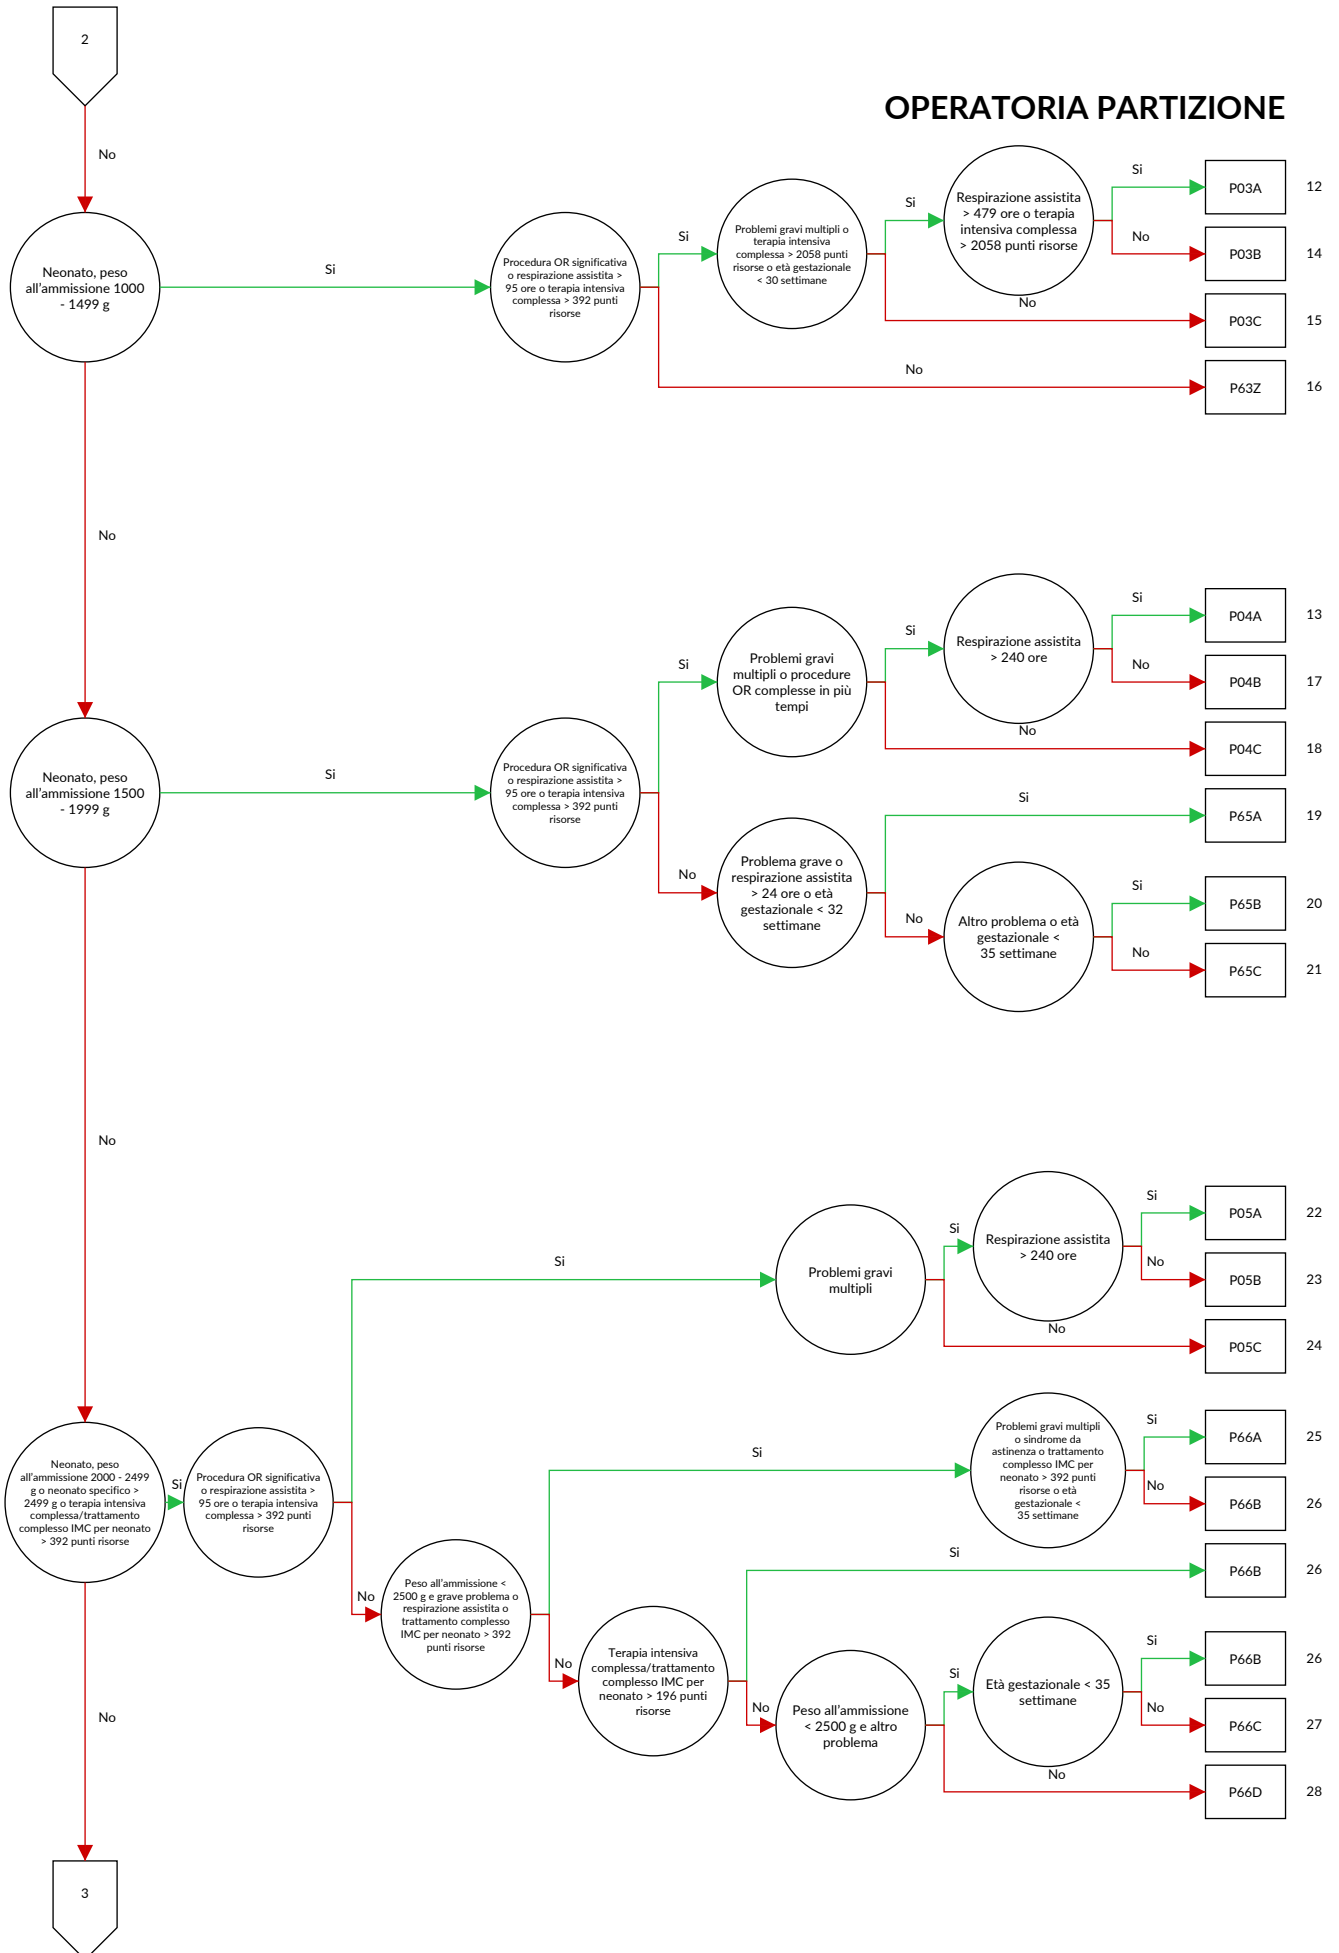 2
OPERATORIA PARTIZIONE
No
Neonato, peso
all'ammissione 1000
- 1499 g
Si
Procedura OR significativa
o respirazione assistita >
95 ore o terapia intensiva
complessa > 392 punti
risorse
Si
Problemi gravi multipli o
terapia intensiva
complessa > 2058 punti
risorse o età gestazionale
< 30 settimane
Si
Respirazione assistita
> 479 ore o terapia
intensiva complessa
> 2058 punti risorse
Si
P03A
12
No
P03B
14
No
P03C
15
No
P63Z
16
No
Neonato, peso
all'ammissione 1500
- 1999 g
Si
Procedura OR significativa
o respirazione assistita >
95 ore o terapia intensiva
complessa > 392 punti
risorse
Si
Problemi gravi
multipli o procedure
OR complesse in più
tempi
Si
Respirazione assistita
> 240 ore
Si
P04A
13
No
P04B
17
No
P04C
18
No
Problema grave o
respirazione assistita
> 24 ore o età
gestazionale < 32
settimane
Si
P65A
19
No
Altro problema o età
gestazionale <
35 settimane
Si
P65B
20
No
P65C
21
No
Neonato, peso
all'ammissione 2000 - 2499
g o neonato specifico >
2499 g o terapia intensiva
complessa/trattamento
complesso IMC per neonato
> 392 punti risorse
Si
Procedura OR significativa
o respirazione assistita >
95 ore o terapia intensiva
complessa > 392 punti
risorse
Si
Problemi gravi
multipli
Si
Respirazione assistita
> 240 ore
Si
P05A
22
No
P05B
23
No
P05C
24
No
Peso all'ammissione <
2500 g e grave problema o
respirazione assistita o
trattamento complesso
IMC per neonato > 392
punti risorse
Si
Problemi gravi multipli
o sindrome da
astinenza o trattamento
complesso IMC per
neonato > 392 punti
risorse o età
gestazionale <
35 settimane
Si
P66A
25
No
P66B
26
No
Terapia intensiva
complessa/trattamento
complesso IMC per
neonato > 196 punti
risorse
Si
P66B
26
No
Peso all'ammissione
< 2500 g e altro
problema
Si
Età gestazionale < 35
settimane
Si
P66B
26
No
P66C
27
No
P66D
28
No
3